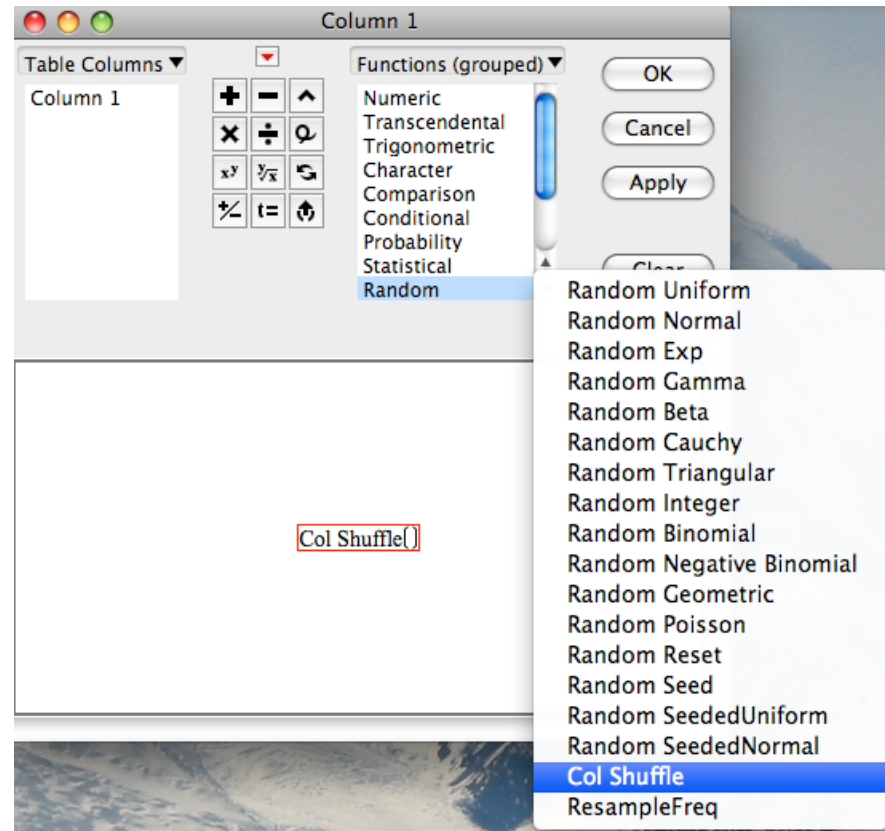 Column 1
Table Columns ▼
Functions (grouped) ▼
OK
Column 1
Numeric
Transcendental
Trigonometric
Character
Comparison
Conditional
Probability
Statistical
Random
Cancel
Apply
Clear
xʸ
ʸ√x
+/−
t=
Random Uniform
Random Normal
Random Exp
Random Gamma
Random Beta
Random Cauchy
Random Triangular
Random Integer
Random Binomial
Random Negative Binomial
Random Geometric
Random Poisson
Random Reset
Random Seed
Random SeededUniform
Random SeededNormal
Col Shuffle
ResampleFreq
Col Shuffle()